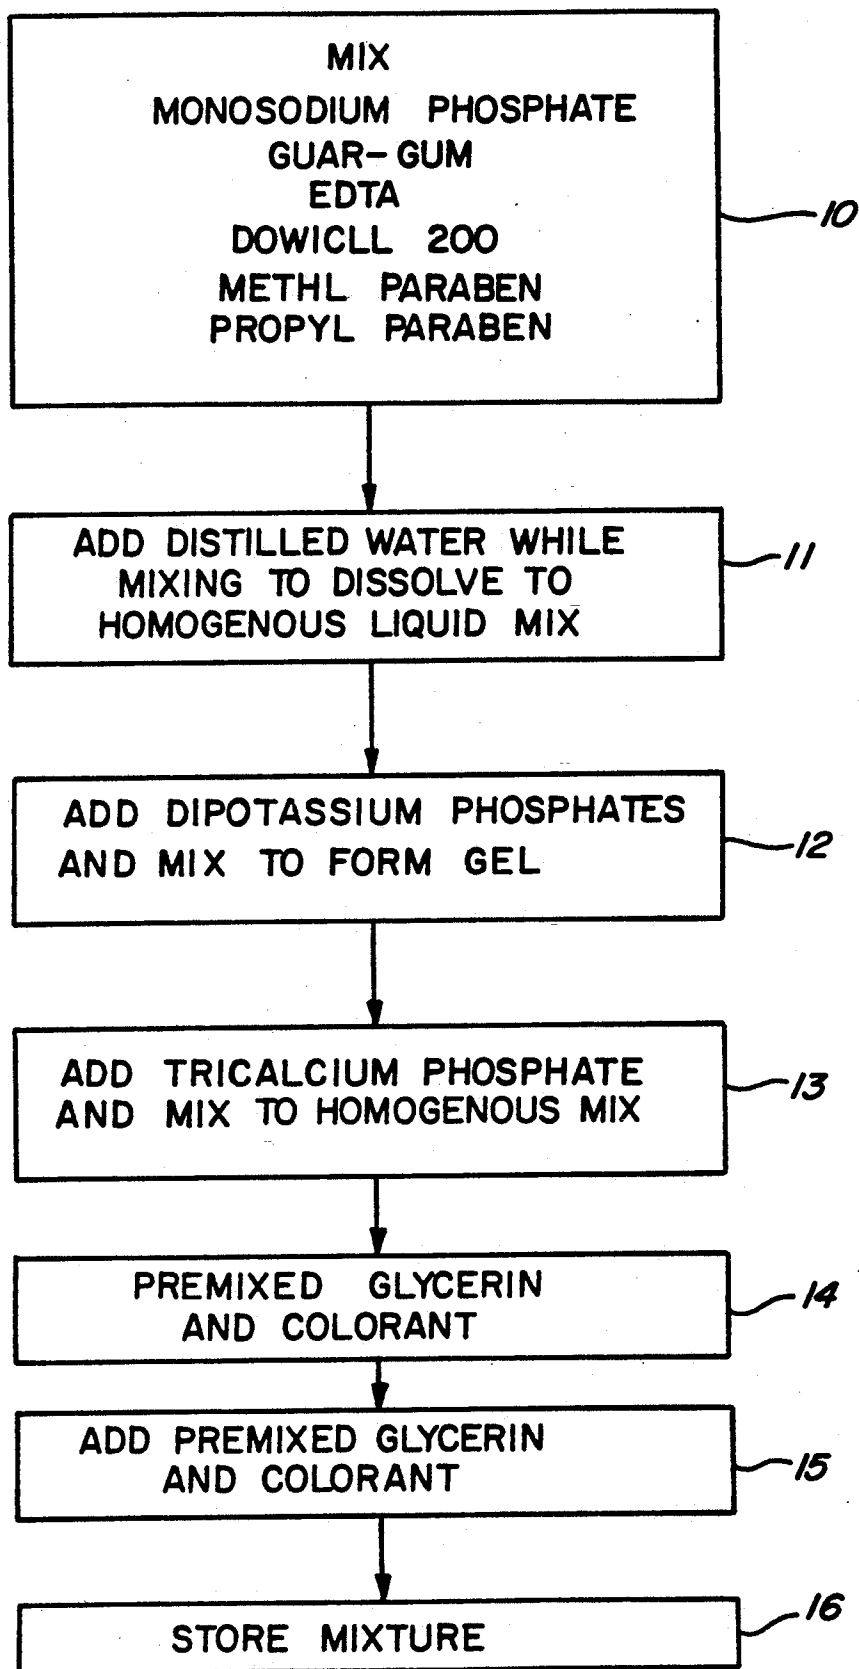 MIX
MONOSODIUM PHOSPHATE
GUAR-GUM
EDTA
DOWICLL 200
METHL PARABEN
PROPYL PARABEN
10
ADD DISTILLED WATER WHILE
MIXING TO DISSOLVE TO
HOMOGENOUS LIQUID MIX
11
ADD DIPOTASSIUM PHOSPHATES
AND MIX TO FORM GEL
12
ADD TRICALCIUM PHOSPHATE
AND MIX TO HOMOGENOUS MIX
13
PREMIXED GLYCERIN
AND COLORANT
14
ADD PREMIXED GLYCERIN
AND COLORANT
15
STORE MIXTURE
16